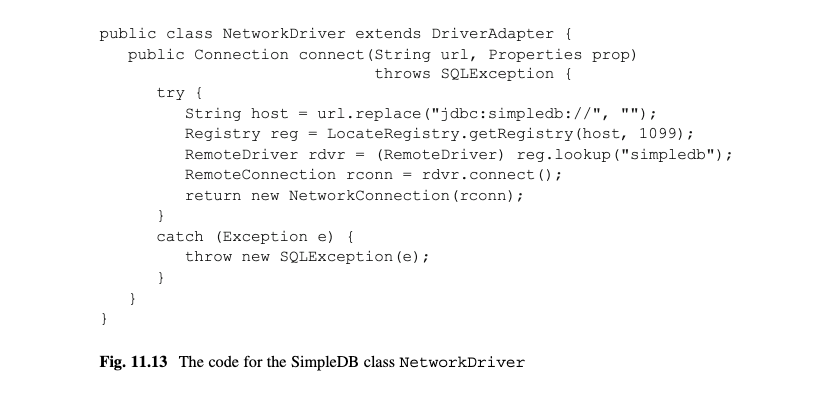 public class NetworkDriver extends DriverAdapter {
public Connection connect(String url, Properties prop)
throws SQLException {
try {
String host = url.replace("jdbc:simpledb://", "");
Registry reg = LocateRegistry.getRegistry(host, 1099);
RemoteDriver rdvr = (RemoteDriver) reg.lookup("simpledb");
RemoteConnection rconn = rdvr.connect();
return new NetworkConnection(rconn);
}
catch (Exception e) {
throw new SQLException(e);
}
}
}
Fig. 11.13 The code for the SimpleDB class NetworkDriver